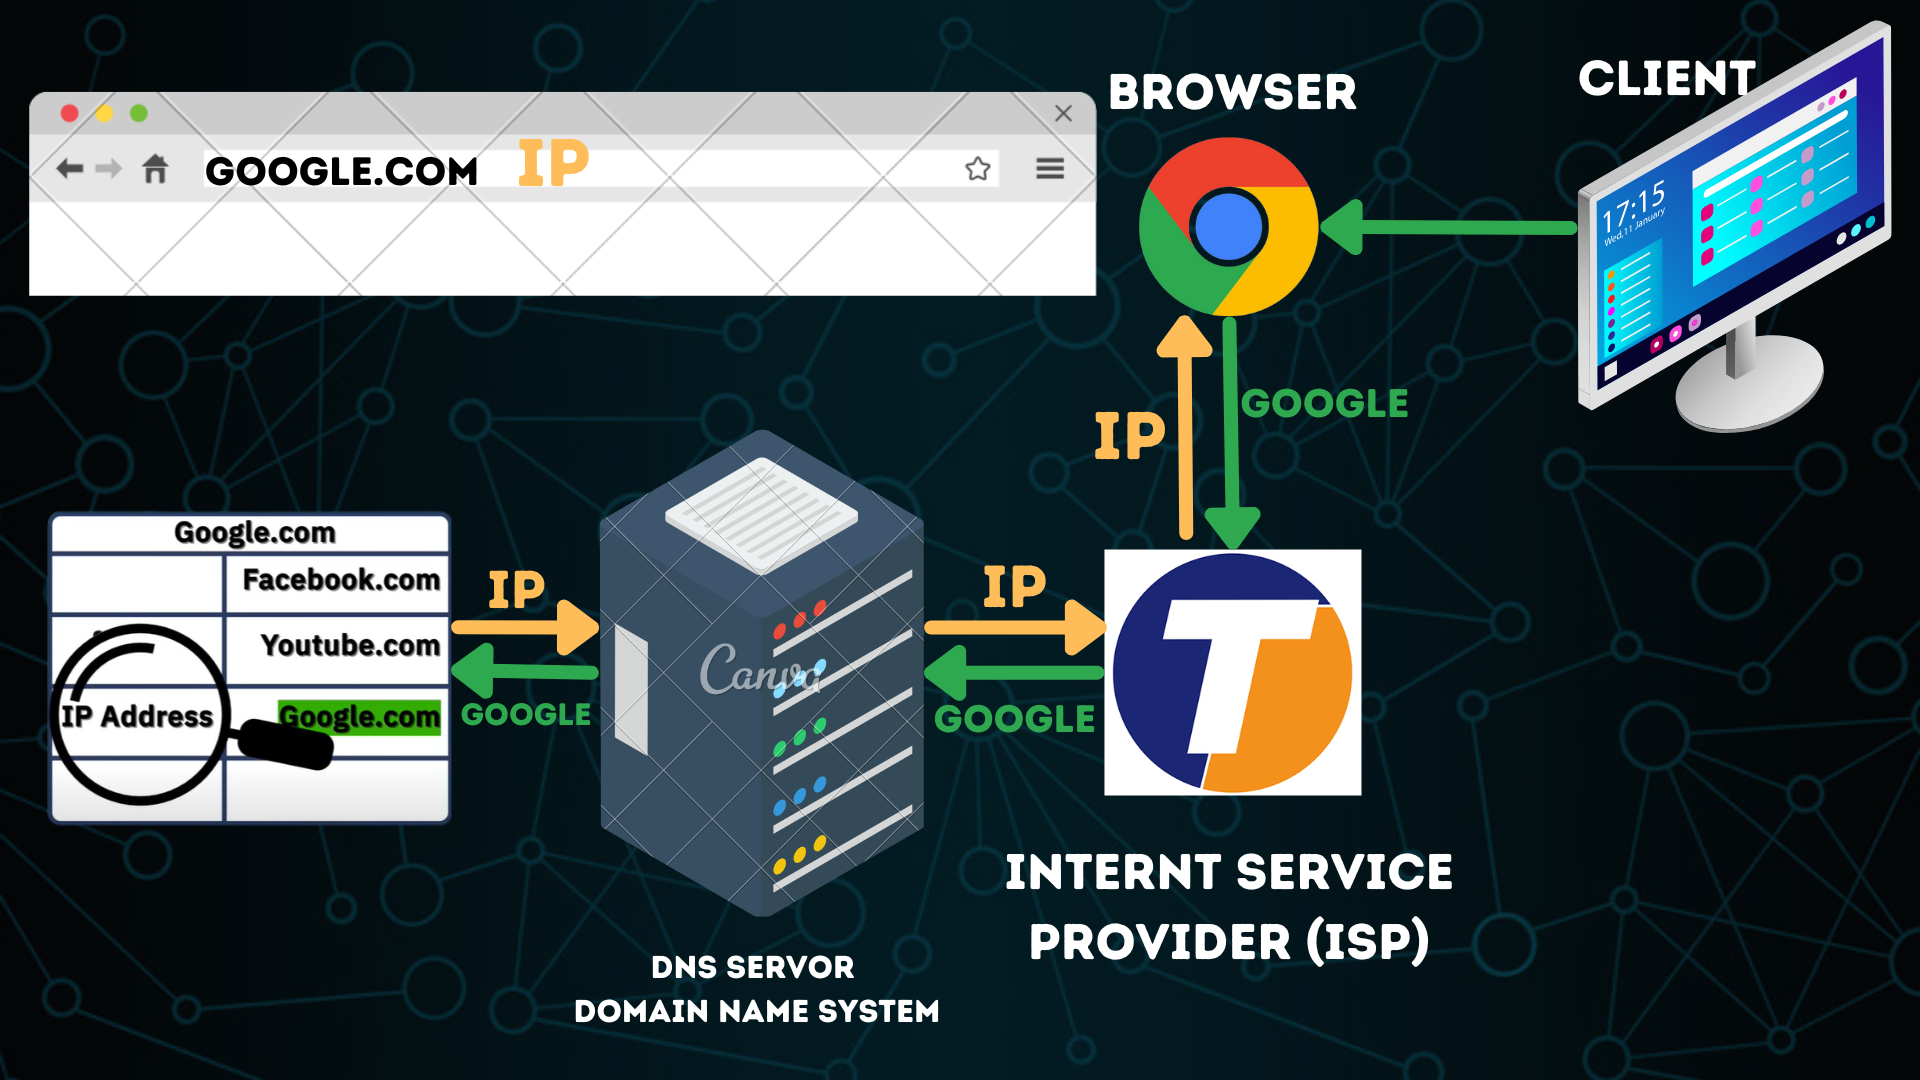 BROWSER
CLIENT
GOOGLE.COM IP
17:15
Wed,11 January
GOOGLE
IP
Google.com
Facebook.com
Youtube.com
IP Address Google.com
IP
GOOGLE
Canva
IP
GOOGLE
T
INTERNT SERVICE
PROVIDER (ISP)
DNS SERVOR
DOMAIN NAME SYSTEM